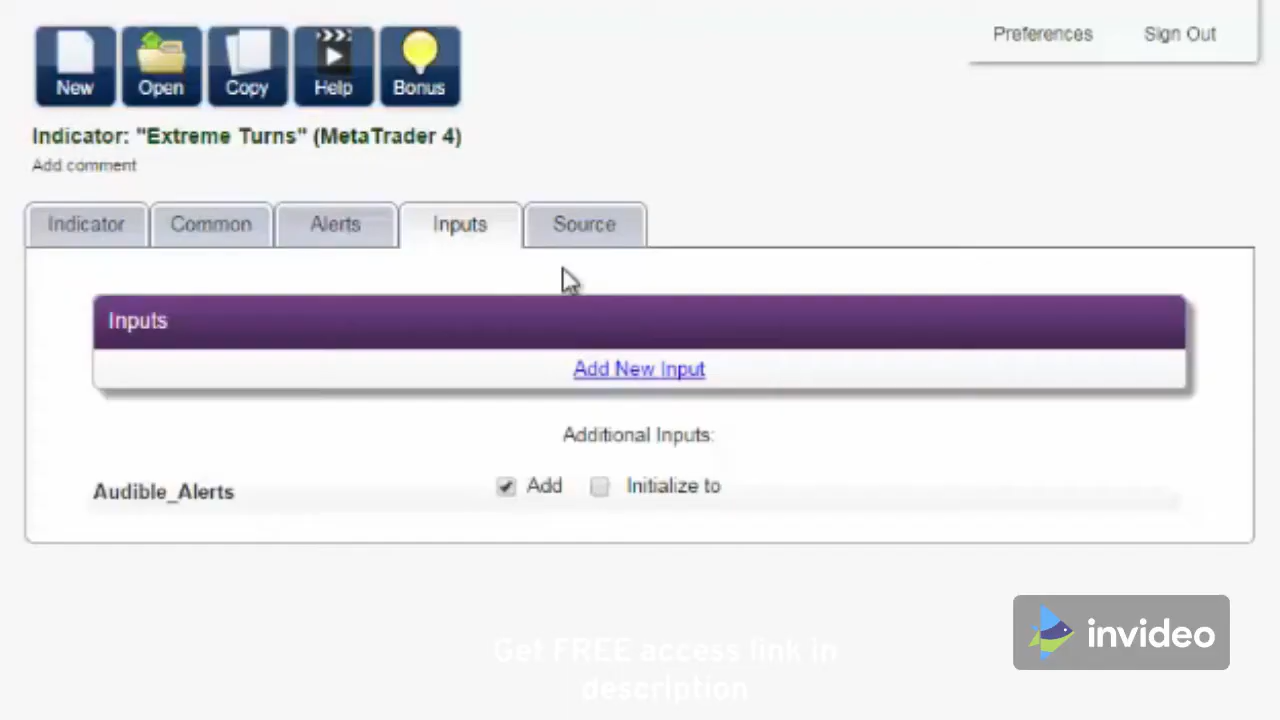 Preferences Sign Out
New Open Copy Help Bonus
Indicator: "Extreme Turns" (MetaTrader 4)
Add comment
Indicator Common Alerts Inputs Source
Inputs
Add New Input
Additional Inputs:
Audible_Alerts Add Initialize to
invideo
Get FREE access link in
description